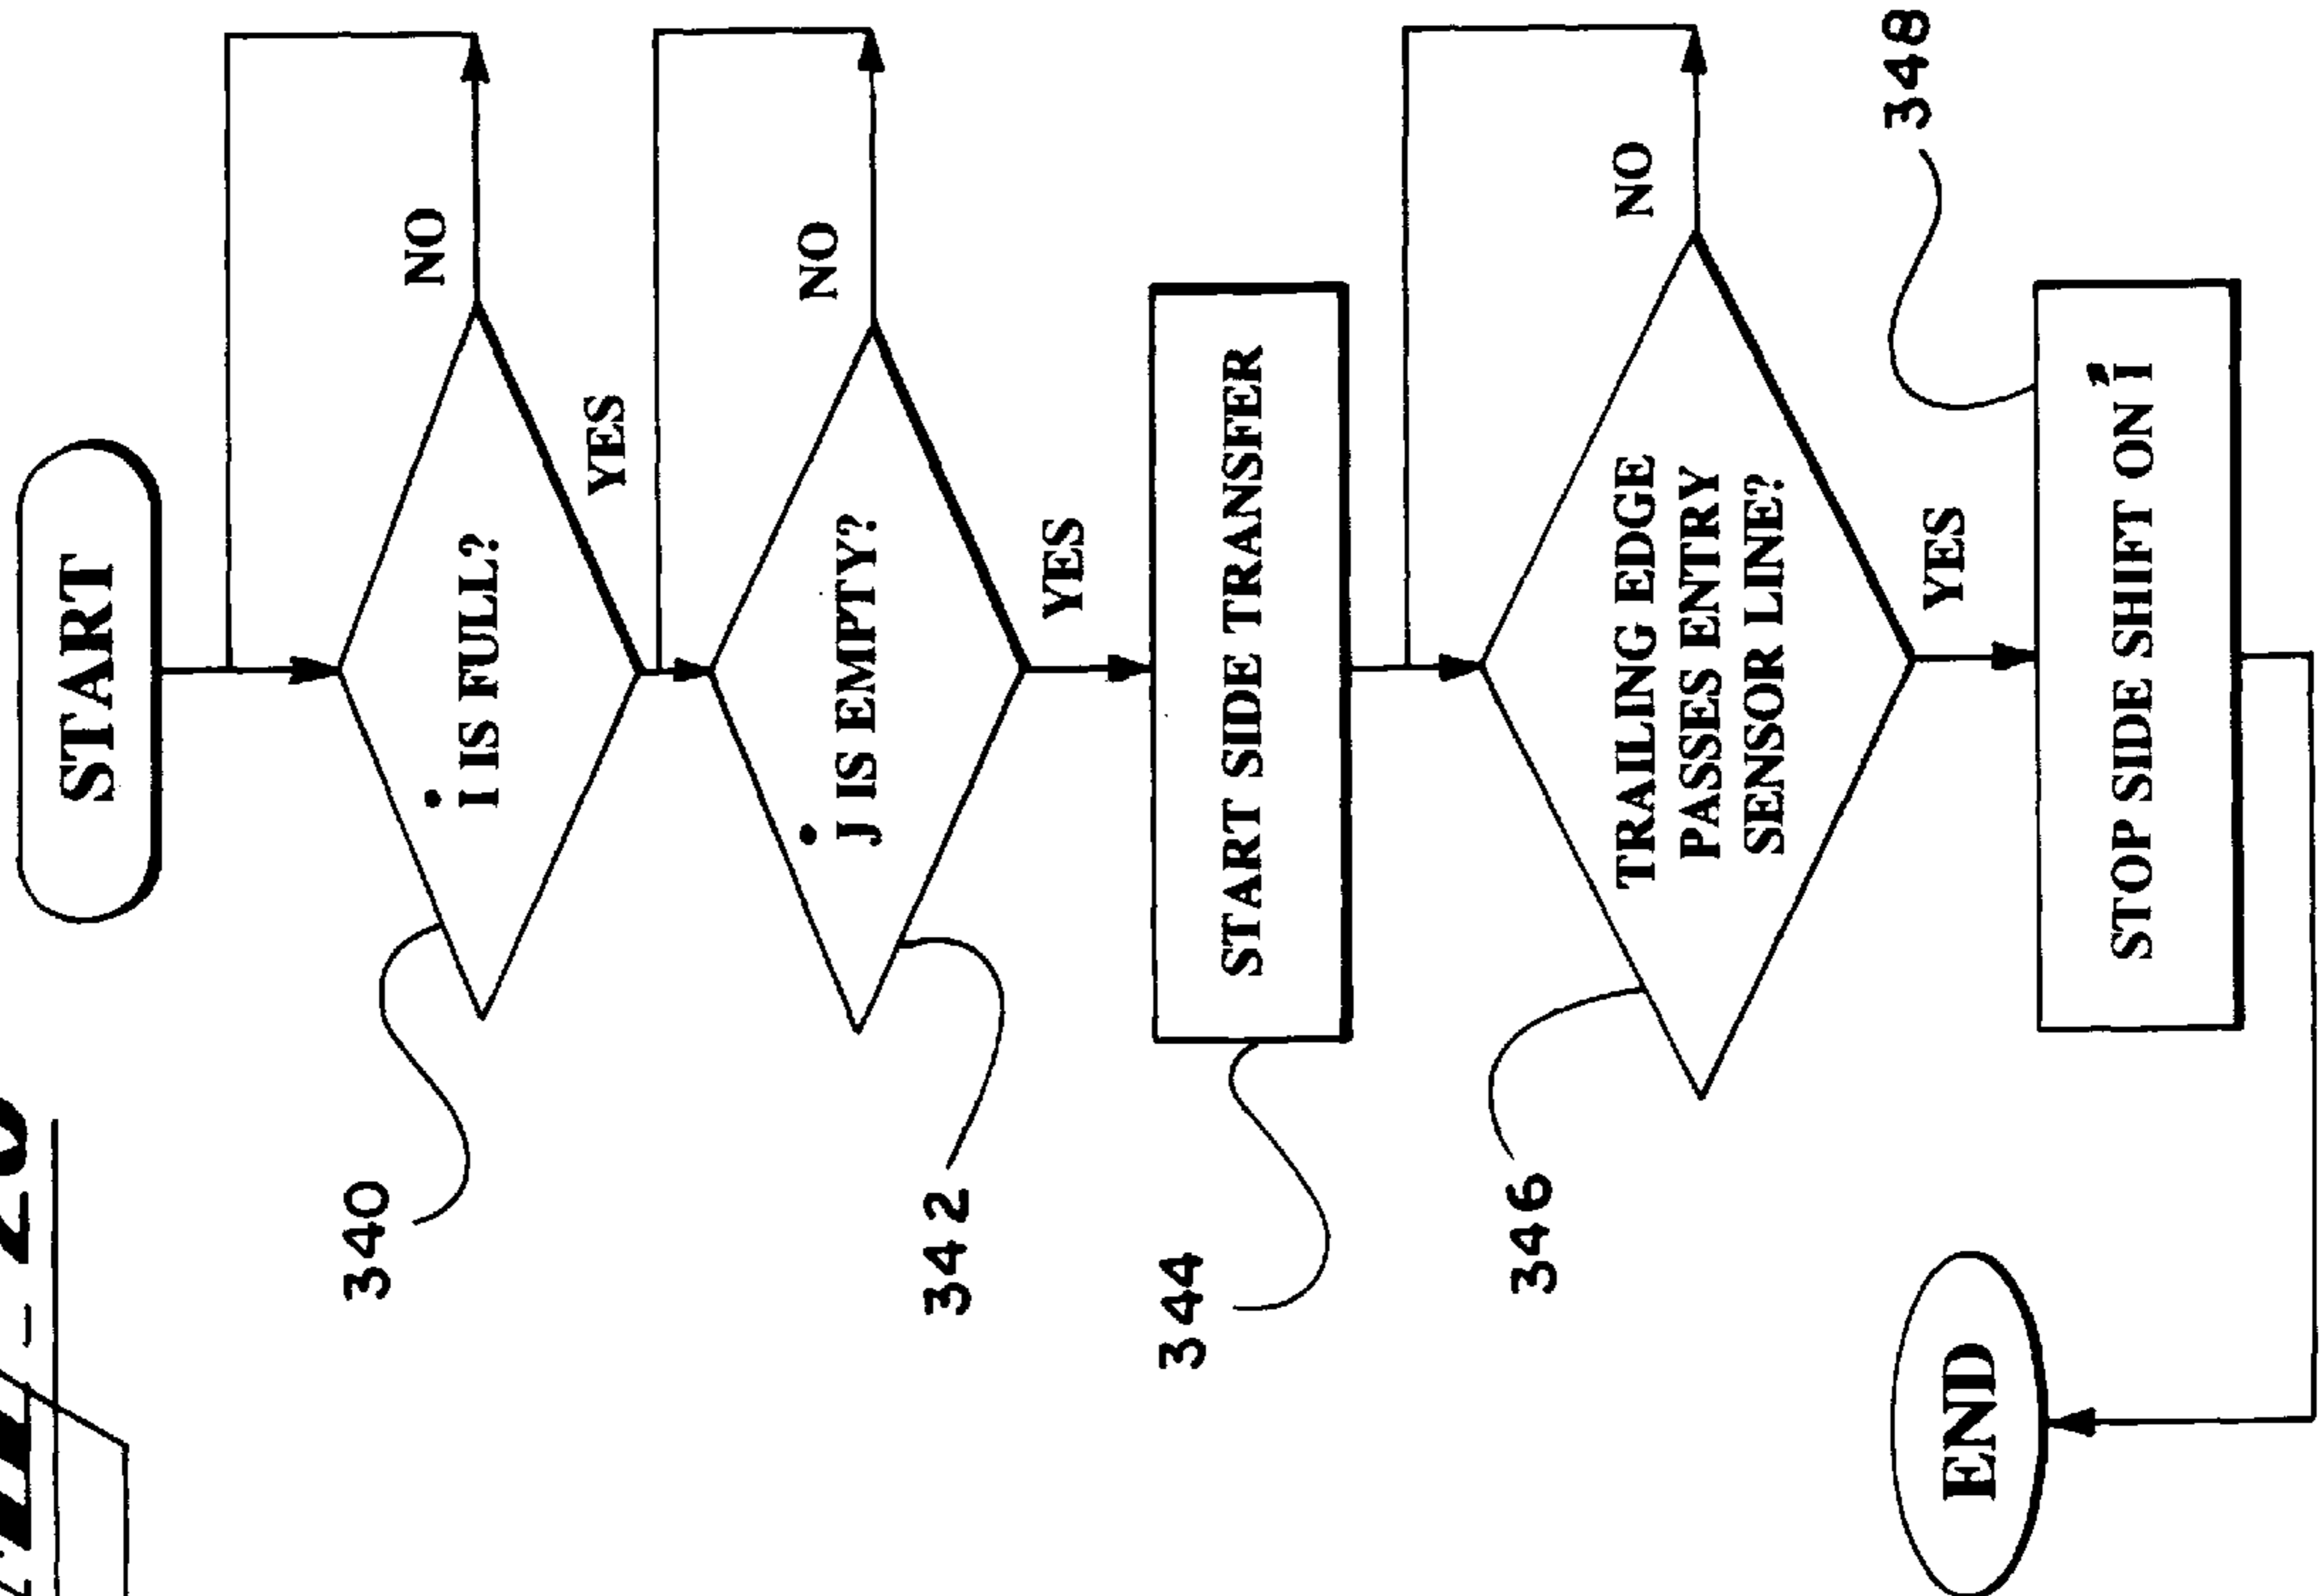 START
i IS FULL?
NO
340
YES
j IS EMPTY?
NO
342
YES
START SIDE TRANSFER
344
TRAILING EDGE
PASSES ENTRY
SENSOR LINE?
NO
346
YES
STOP SIDE SHIFT ON i
348
END